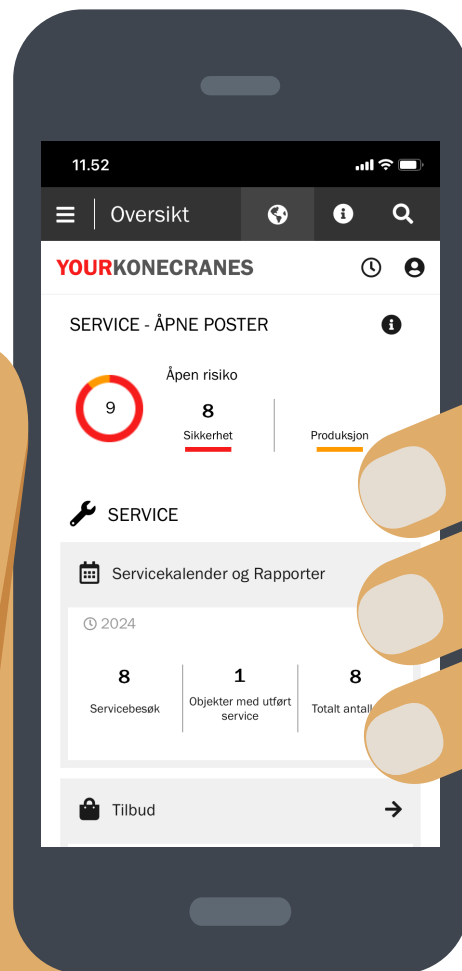 11.52
Oversikt
YOURKONECRANES
SERVICE - ÅPNE POSTER
Åpen risiko
9
8
Sikkerhet
Produksjon
SERVICE
Servicekalender og Rapporter
2024
8
1
8
Servicebesøk
Objekter med utført
service
Totalt antall
Tilbud